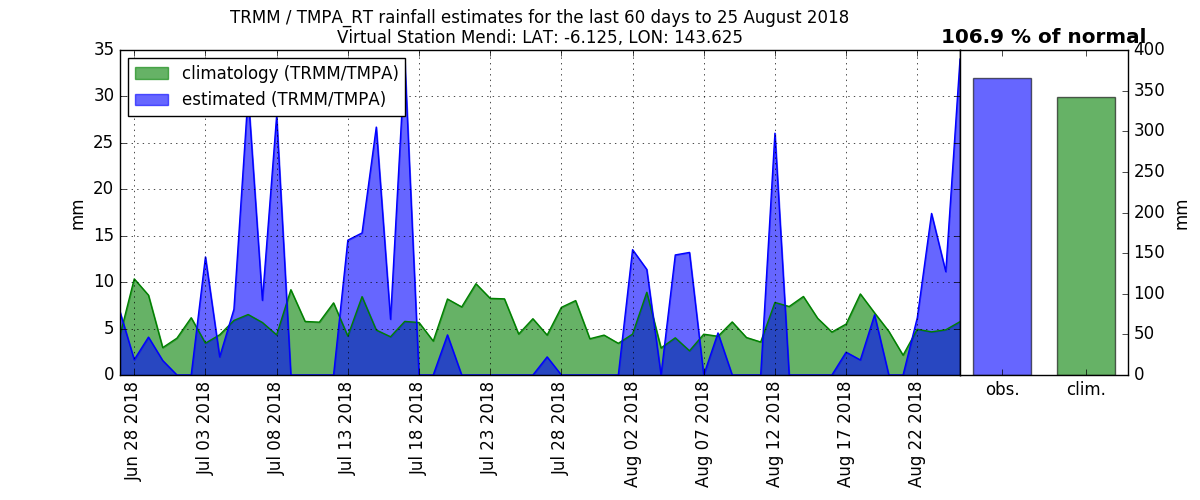 TRMM / TMPA_RT rainfall estimates for the last 60 days to 25 August 2018
Virtual Station Mendi: LAT: -6.125, LON: 143.625
106.9 % of normal
climatology (TRMM/TMPA)
estimated (TRMM/TMPA)
35
30
25
20
15
10
5
0
mm
Jun 28 2018
Jul 03 2018
Jul 08 2018
Jul 13 2018
Jul 18 2018
Jul 23 2018
Jul 28 2018
Aug 02 2018
Aug 07 2018
Aug 12 2018
Aug 17 2018
Aug 22 2018
obs.
clim.
400
350
300
250
200
150
100
50
0
mm